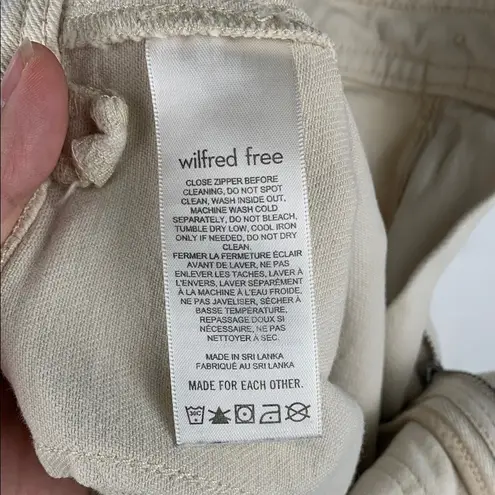 wilfred free
CLOSE ZIPPER BEFORE
CLEANING, DO NOT SPOT
CLEAN, WASH INSIDE OUT,
MACHINE WASH COLD
SEPARATELY, DO NOT BLEACH,
TUMBLE DRY LOW, COOL IRON
ONLY IF NEEDED, DO NOT DRY
CLEAN.
FERMER LA FERMETURE ÉCLAIR
AVANT DE LAVER, NE PAS
ENLEVER LES TACHES, LAVER À
L'ENVERS, LAVER SÉPARÉMENT
À LA MACHINE À L'EAU FROIDE,
NE PAS JAVELISER, SÉCHER À
BASSE TEMPÉRATURE,
REPASSAGE DOUX SI
NÉCESSAIRE, NE PAS
NETTOYER À SEC.
MADE IN SRI LANKA
FABRIQUÉ AU SRI LANKA
MADE FOR EACH OTHER.
30C